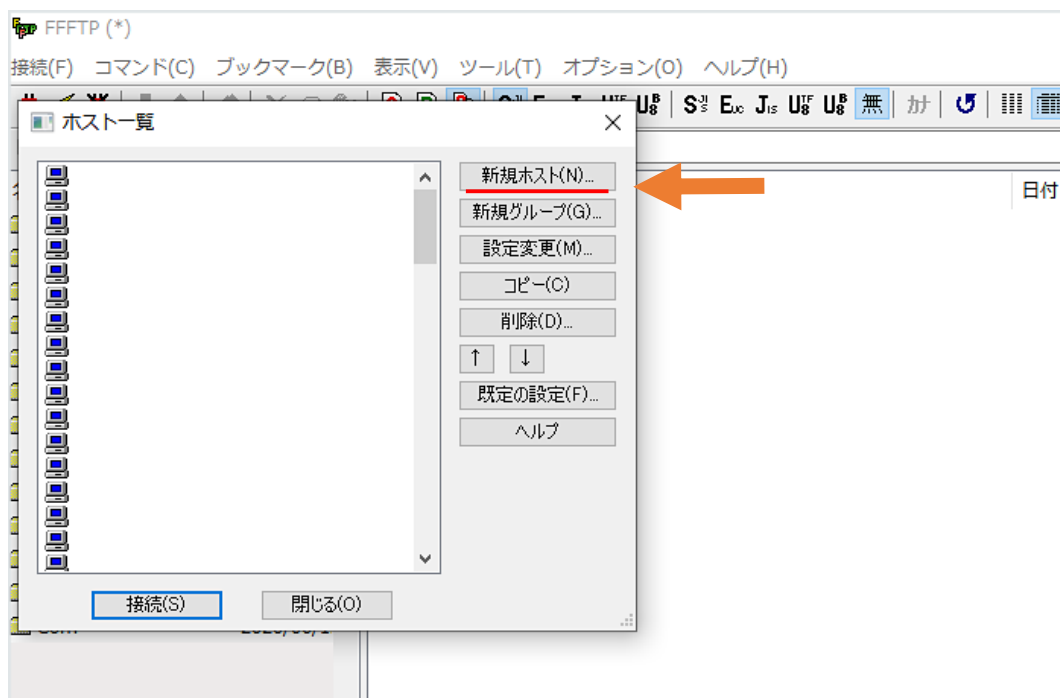 FFFTP (*)
接続(F) コマンド(C) ブックマーク(B) 表示(V) ツール(T) オプション(O) ヘルプ(H)
無 カナ
ホスト一覧
日付
新規ホスト(N)...
新規グループ(G)...
設定変更(M)...
コピー(C)
削除(D)...
↑ ↓
既定の設定(F)...
ヘルプ
接続(S) 閉じる(O)